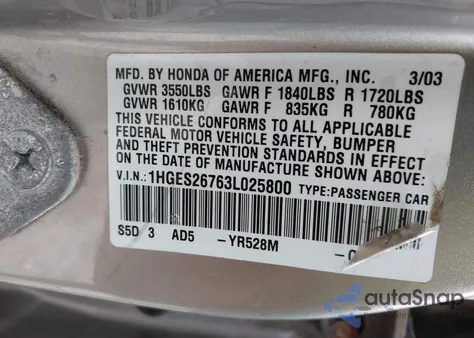 MFD. BY HONDA OF AMERICA MFG., INC. 3/03
GVWR 3550LBS GAWR F 1840LBS R 1720LBS
GVWR 1610KG GAWR F 835KG R 780KG
THIS VEHICLE CONFORMS TO ALL APPLICABLE
FEDERAL MOTOR VEHICLE SAFETY, BUMPER
AND THEFT PREVENTION STANDARDS IN EFFECT
ON THE DATE OF MANUFACTURE SHOWN ABOVE.
V.I.N.: 1HGES26763L025800 TYPE: PASSENGER CAR
S5D 3 AD5 -YR528M
autoSnap